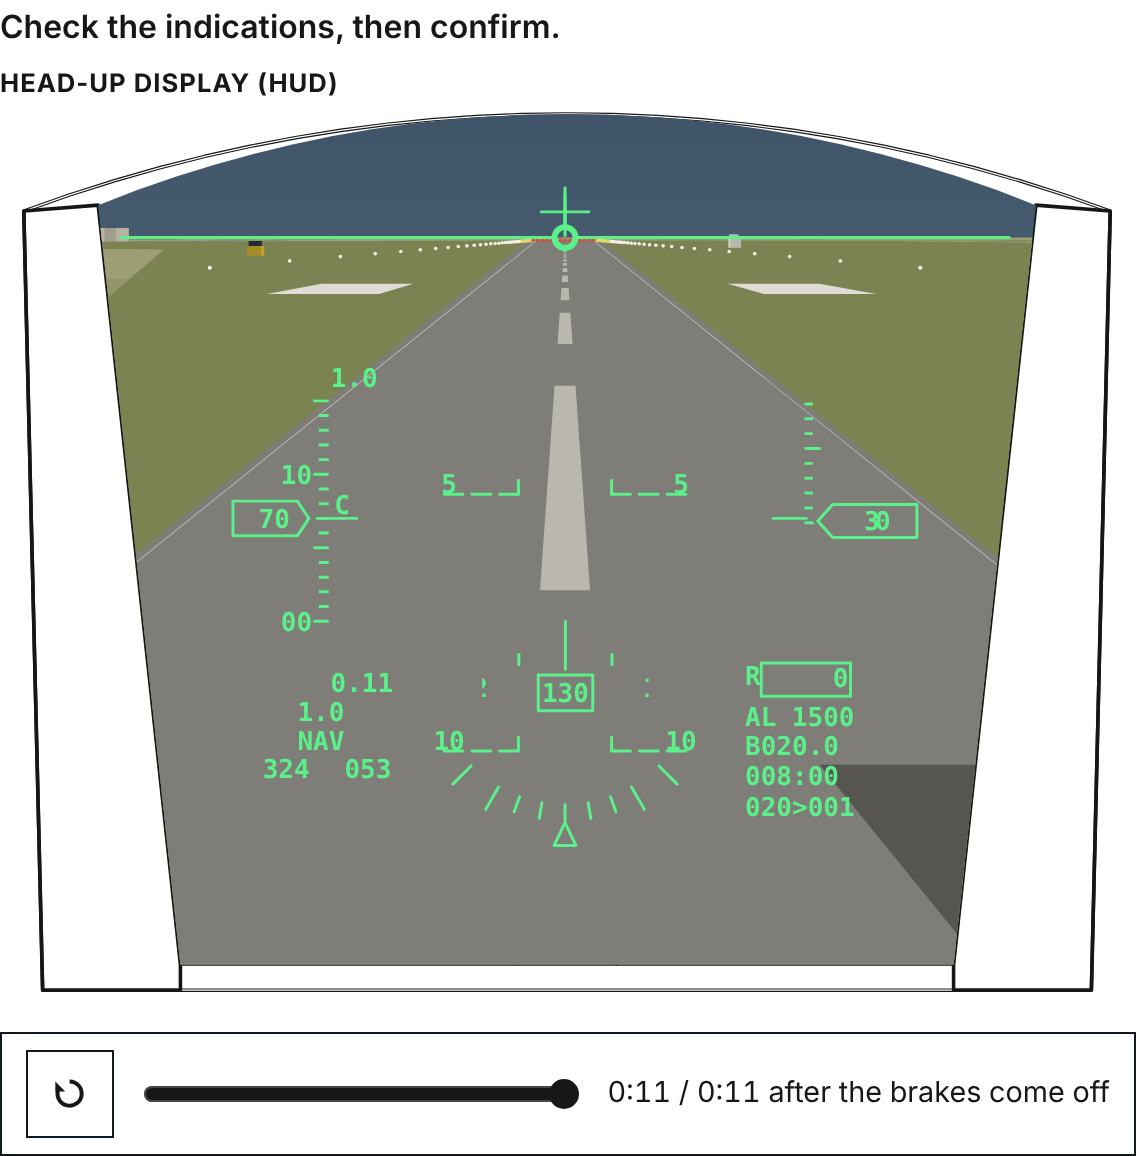 Check the indications, then confirm.
HEAD-UP DISPLAY (HUD)
1.0
10
5 5
C
70
30
00
R 0
0.11
130
1.0
AL 1500
NAV
B020.0
10 10
324 053
008:00
020>001
0:11 / 0:11 after the brakes come off